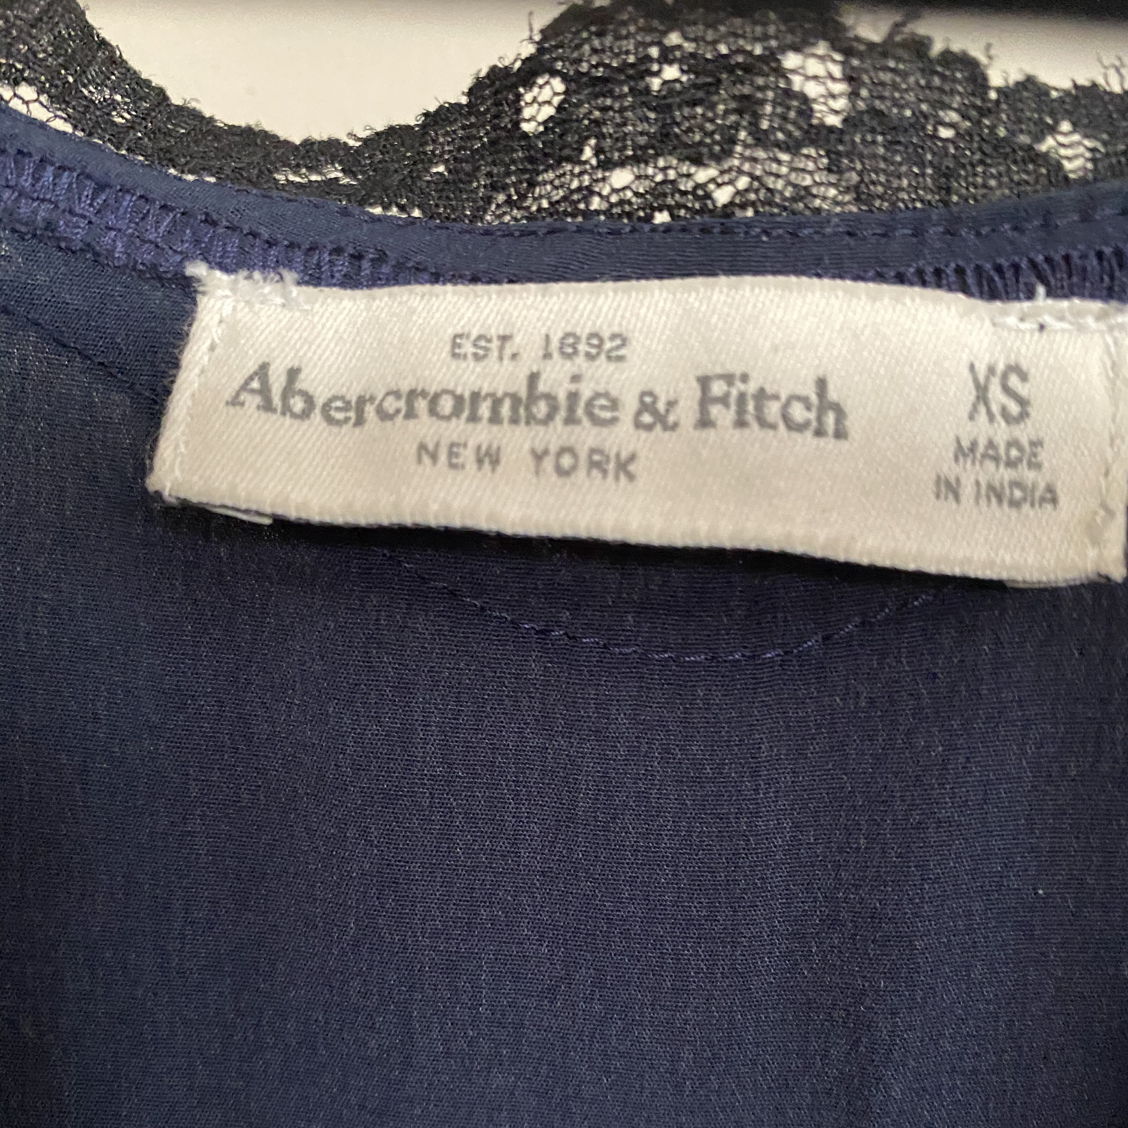 EST. 1892
Abercrombie & Fitch
NEW YORK
XS
MADE
IN INDIA